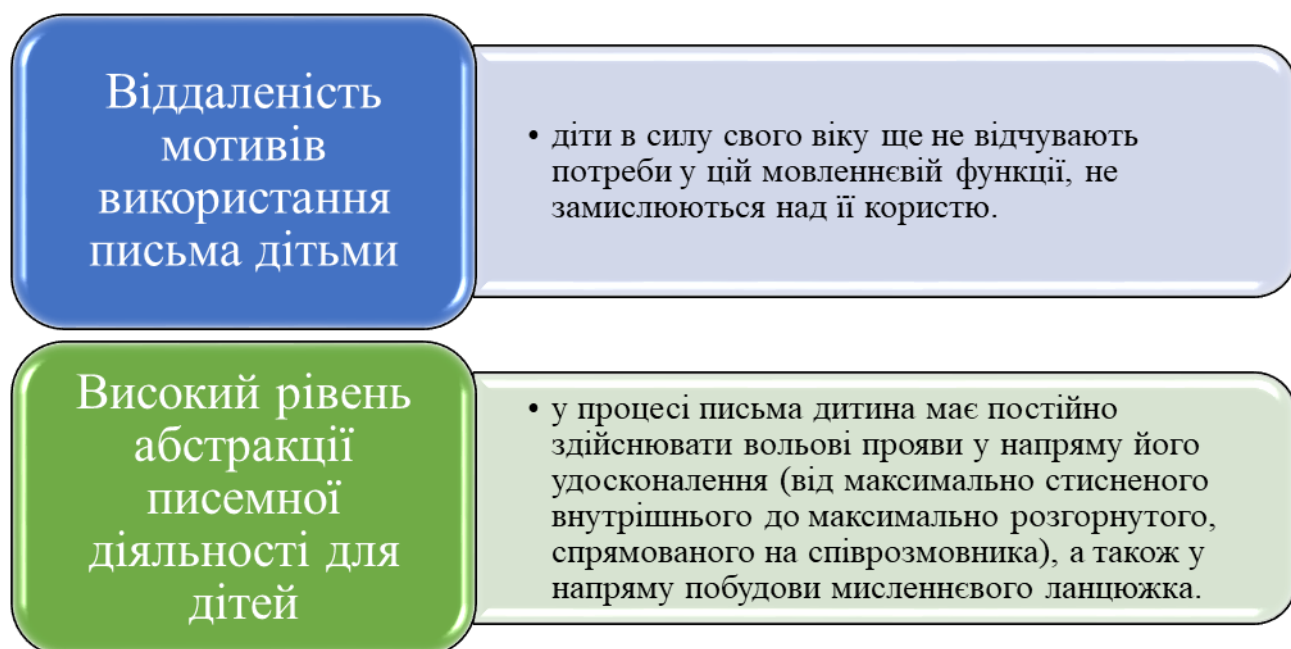 Віддаленість
мотивів
використання
письма дітьми
• діти в силу свого віку ще не відчувають
потреби у цій мовленнєвій функції, не
замислюються над її користю.
Високий рівень
абстракції
писемної
діяльності для
дітей
• у процесі письма дитина має постійно
здійснювати вольові прояви у напряму його
удосконалення (від максимально стисненого
внутрішнього до максимально розгорнутого,
спрямованого на співрозмовника), а також у
напряму побудови мисленнєвого ланцюжка.